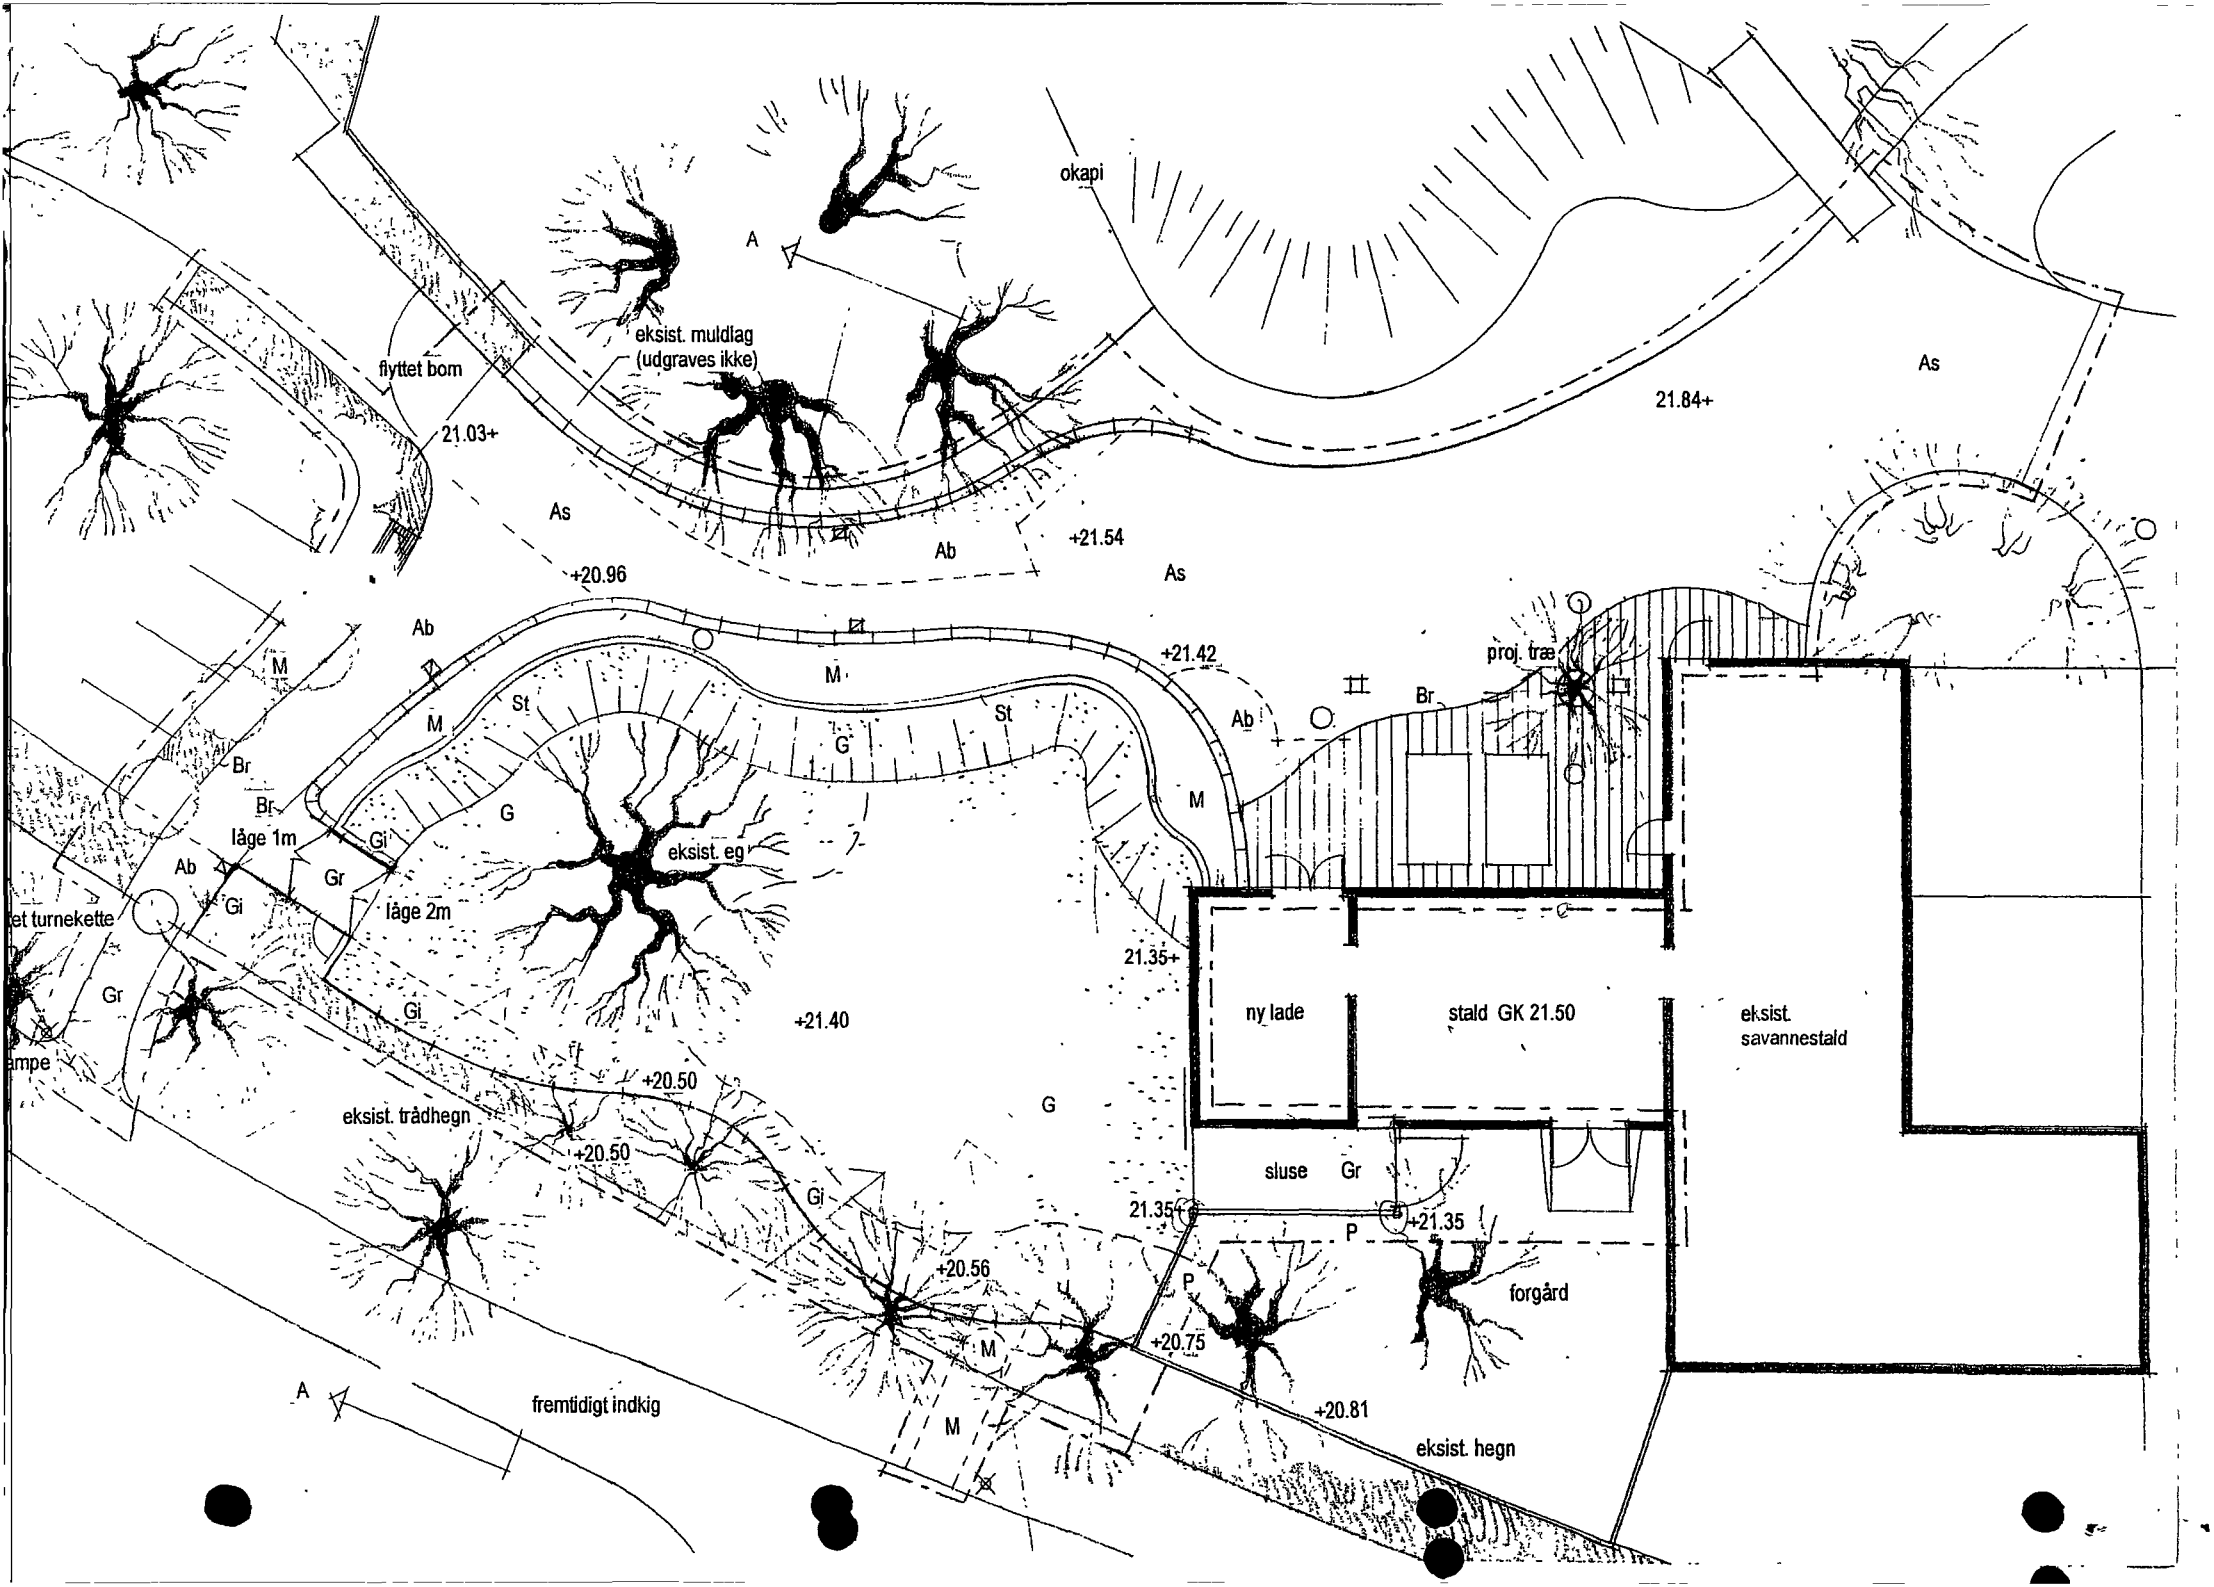 okapi
A
eksist. muldlag
(udgraves ikke)
flyttet bom
As
21.84+
21.03+
As
+21.54
Ab
+20.96
As
Ab
+21.42
proj. træ
M
M
St
M
St
Ab
Br
G
Br
Br
M
G
låge 1m
Gi
eksist. eg
Ab
Gr
Gi
låge 2m
tet turnekette
21.35+
Gr
Gi
ny lade
stald GK 21.50
eksist.
savannestald
+21.40
ampe
+20.50
G
eksist. trådhegn
+20.50
sluse
Gr
Gi
21.35+
+21.35
P
+20.56
P
forgård
+20.75
M
A
fremtidigt indkig
M
+20.81
eksist. hegn